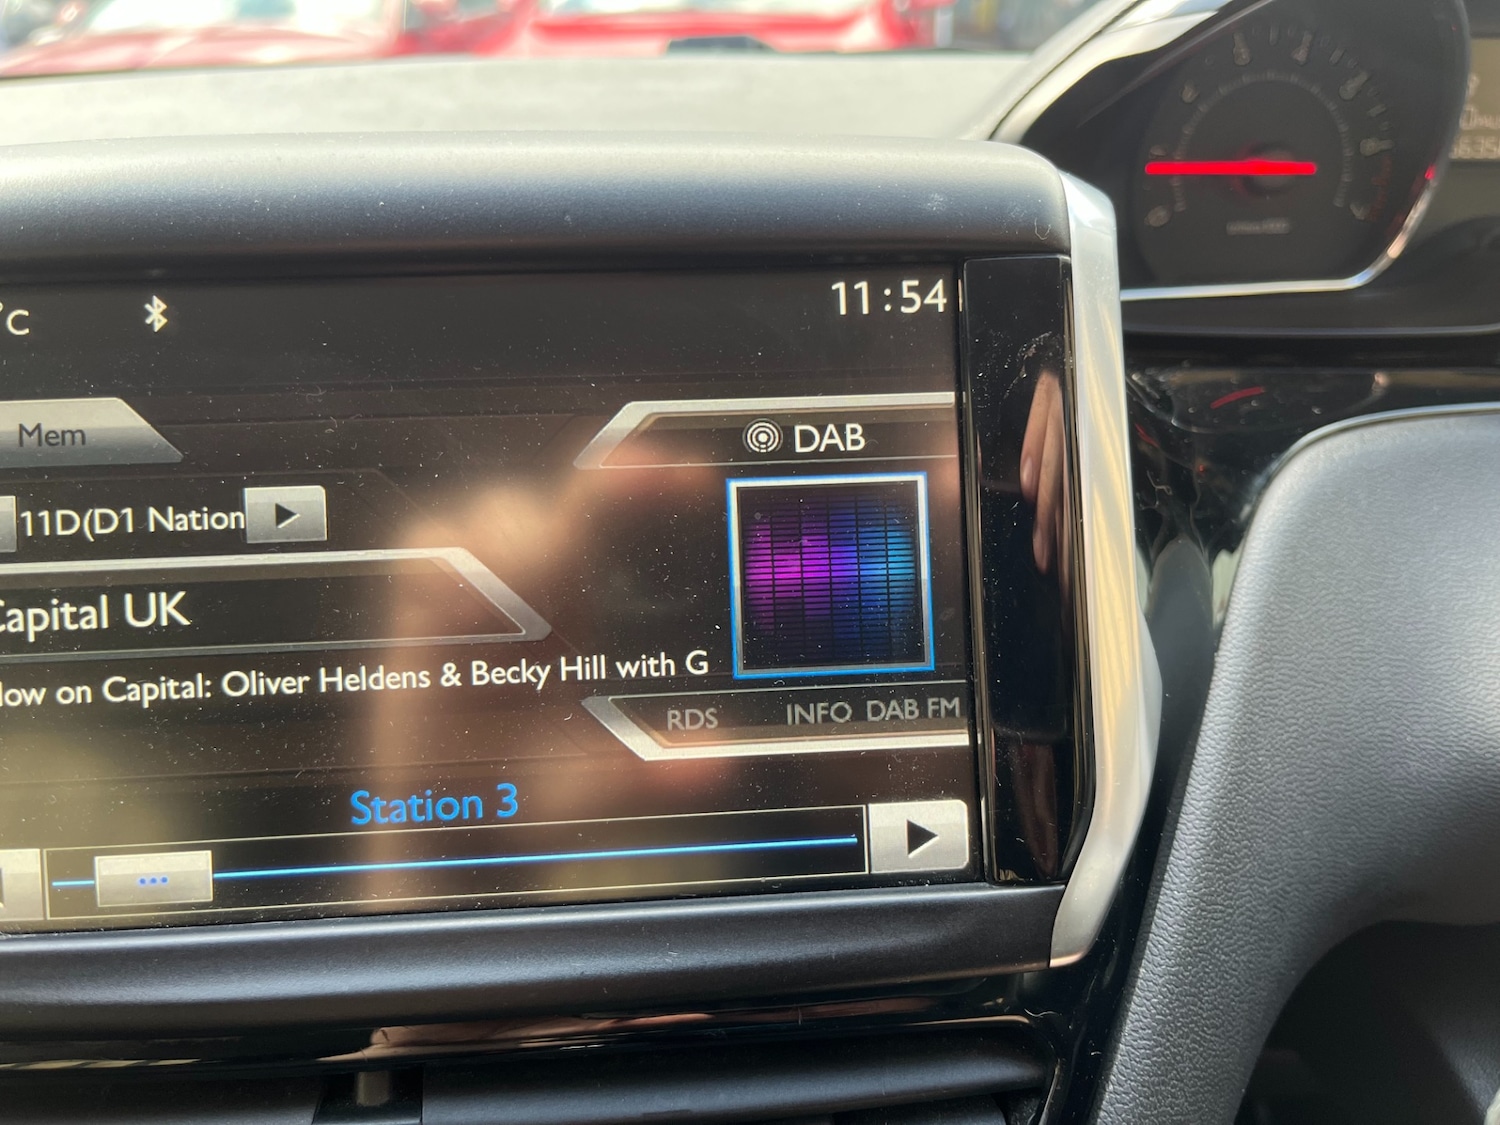 °C 11:54
Mem DAB
11D(D1 Nation
Capital UK
Now on Capital: Oliver Heldens & Becky Hill with G
RDS INFO DAB FM
Station 3